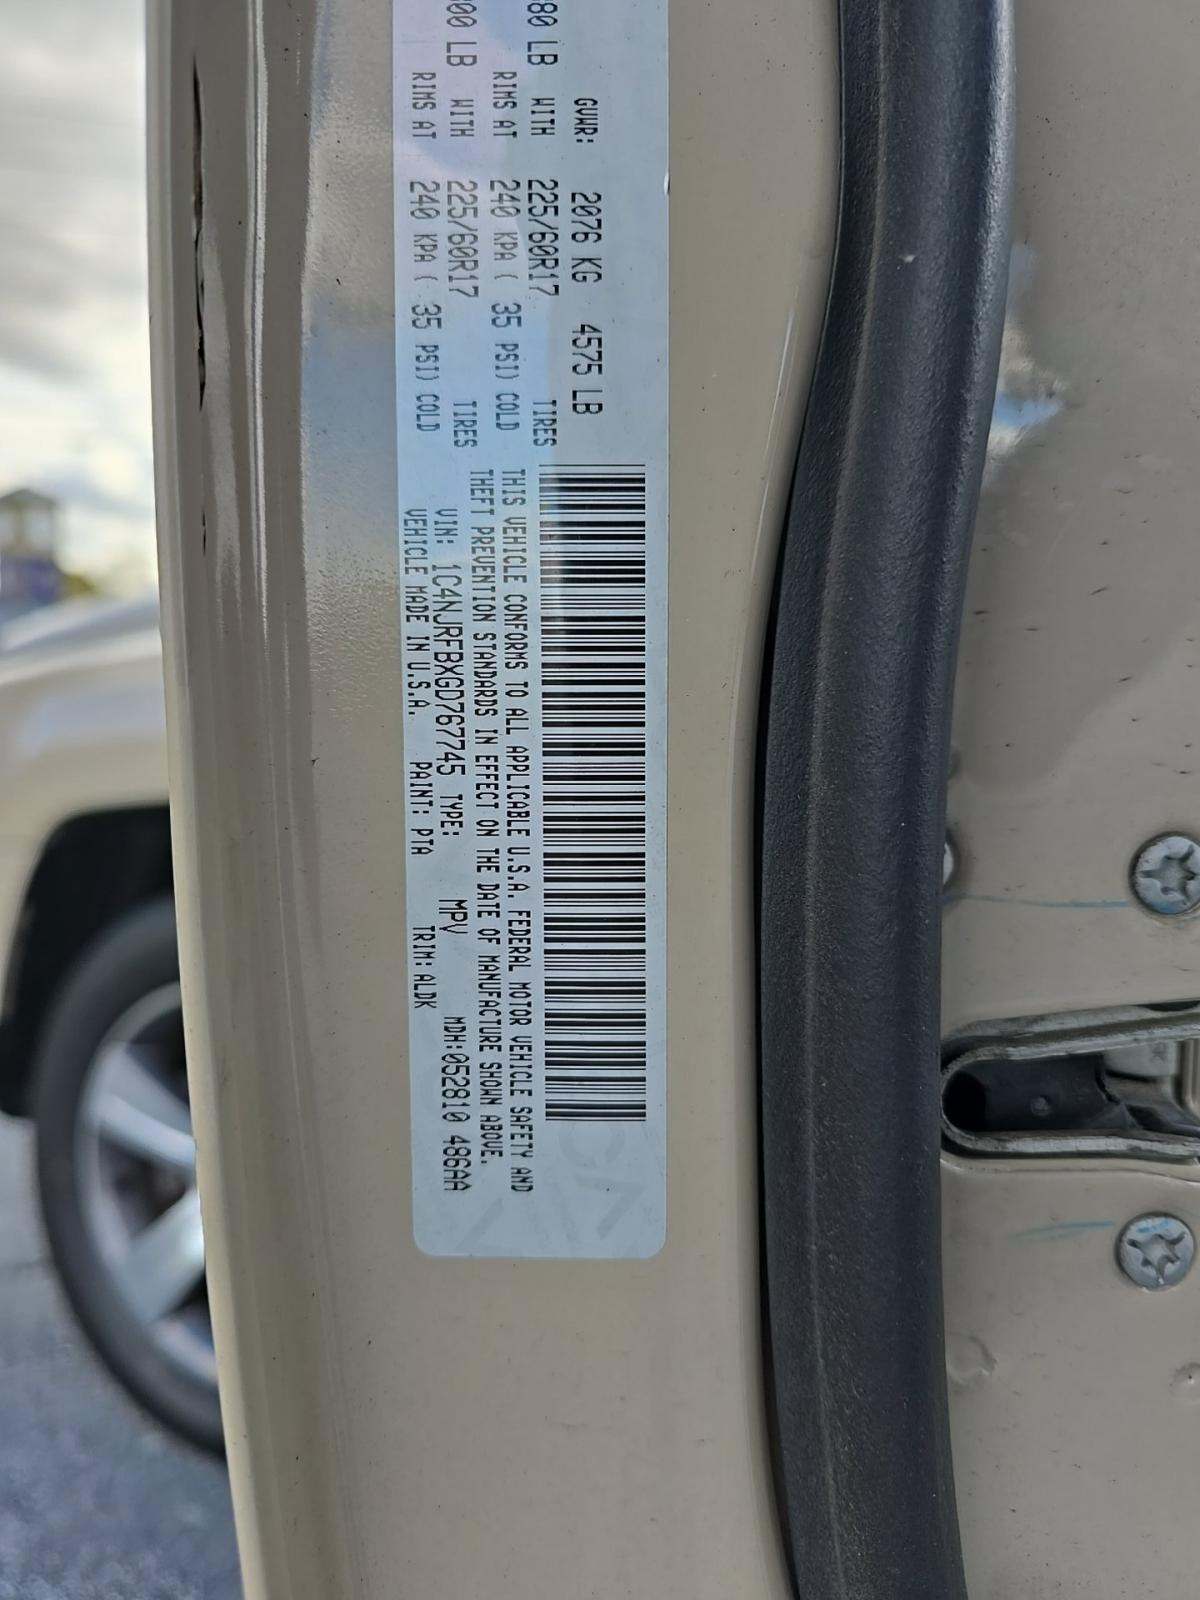 GVWR: 2076 KG 4575 LB
LB WITH 225/60R17 TIRES
RIMS AT 240 KPA ( 35 PSI) COLD
LB WITH 225/60R17 TIRES
RIMS AT 240 KPA ( 35 PSI) COLD
THIS VEHICLE CONFORMS TO ALL APPLICABLE U.S.A. FEDERAL MOTOR VEHICLE SAFETY AND
THEFT PREVENTION STANDARDS IN EFFECT ON THE DATE OF MANUFACTURE SHOWN ABOVE.
VIN: 1C4NJRFBXGD767745 TYPE: MPV MDH:052810 486AA
VEHICLE MADE IN U.S.A. PAINT: PTA TRIM: ALDK